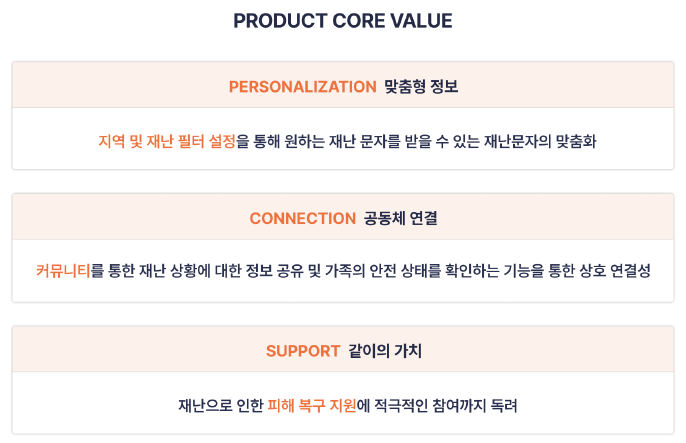 PRODUCT CORE VALUE
PERSONALIZATION 맞춤형 정보
지역 및 재난 필터 설정을 통해 원하는 재난 문자를 받을 수 있는 재난문자의 맞춤화
CONNECTION 공동체 연결
커뮤니티를 통한 재난 상황에 대한 정보 공유 및 가족의 안전 상태를 확인하는 기능을 통한 상호 연결성
SUPPORT 같이의 가치
재난으로 인한 피해 복구 지원에 적극적인 참여까지 독려